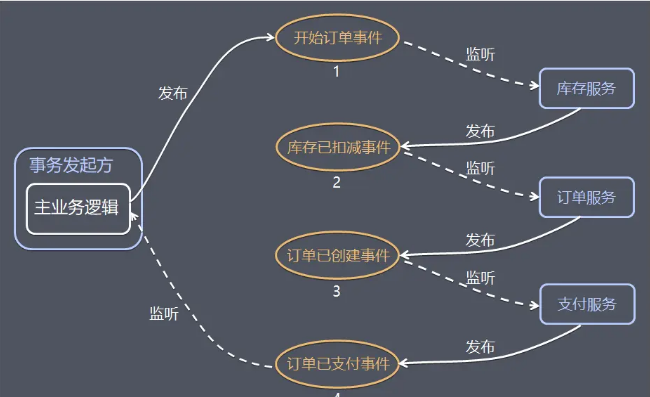 开始订单事件
1
监听
库存服务
发布
发布
库存已扣减事件
2
监听
事务发起方
主业务逻辑
订单服务
发布
订单已创建事件
3
监听
支付服务
监听
发布
订单已支付事件
4